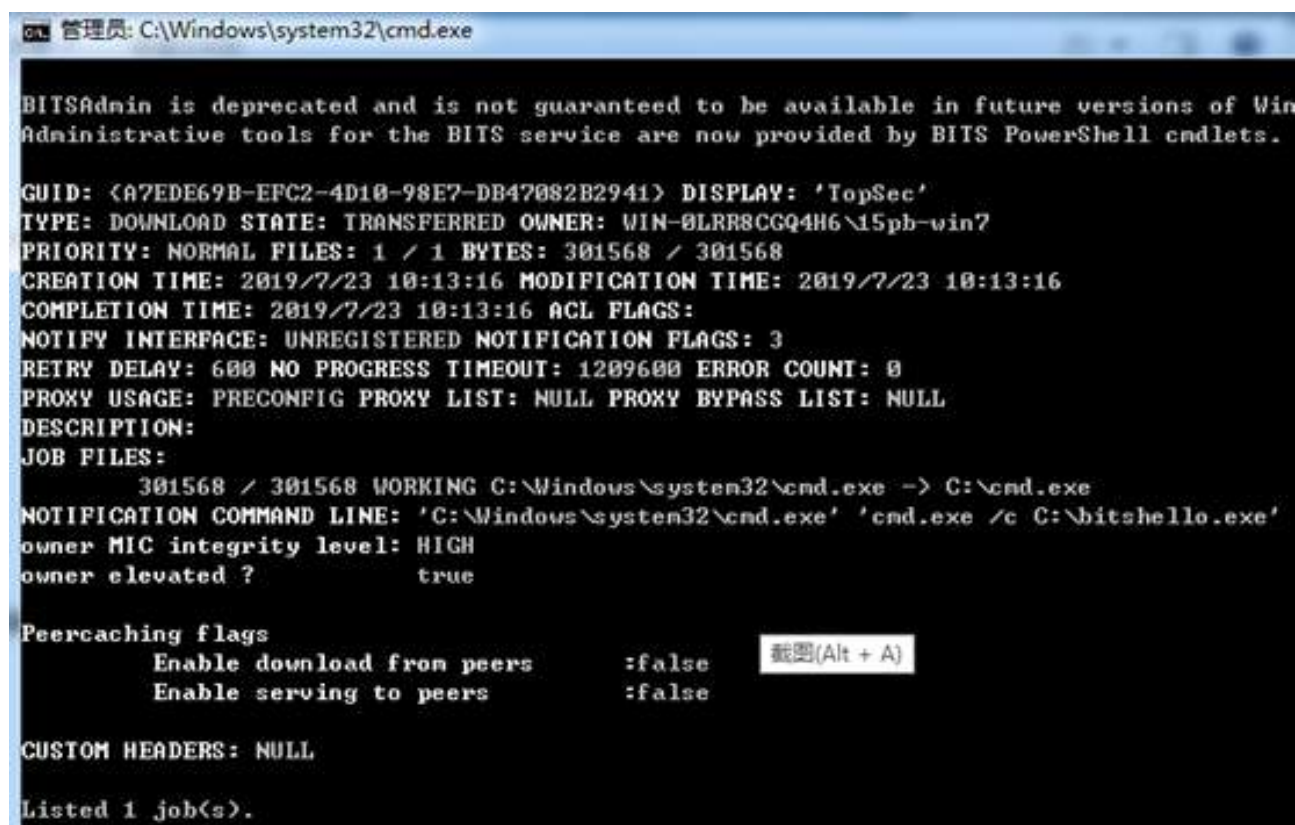 管理员: C:\Windows\system32\cmd.exe
BITSAdmin is deprecated and is not guaranteed to be available in future versions of Win
Administrative tools for the BITS service are now provided by BITS PowerShell cmdlets.
GUID: {A7EDE69B-EFC2-4D10-98E7-DB47082B2941} DISPLAY: 'TopSec'
TYPE: DOWNLOAD STATE: TRANSFERRED OWNER: WIN-0LRR8CGQ4H6\15pb-win7
PRIORITY: NORMAL FILES: 1 / 1 BYTES: 301568 / 301568
CREATION TIME: 2019/7/23 10:13:16 MODIFICATION TIME: 2019/7/23 10:13:16
COMPLETION TIME: 2019/7/23 10:13:16 ACL FLAGS:
NOTIFY INTERFACE: UNREGISTERED NOTIFICATION FLAGS: 3
RETRY DELAY: 600 NO PROGRESS TIMEOUT: 1209600 ERROR COUNT: 0
PROXY USAGE: PRECONFIG PROXY LIST: NULL PROXY BYPASS LIST: NULL
DESCRIPTION:
JOB FILES:
301568 / 301568 WORKING C:\Windows\system32\cmd.exe -> C:\cmd.exe
NOTIFICATION COMMAND LINE: 'C:\Windows\system32\cmd.exe' 'cmd.exe /c C:\bitshello.exe'
owner MIC integrity level: HIGH
owner elevated ? true
Peercaching flags
Enable download from peers :false
截图(Alt + A)
Enable serving to peers :false
CUSTOM HEADERS: NULL
Listed 1 job(s).